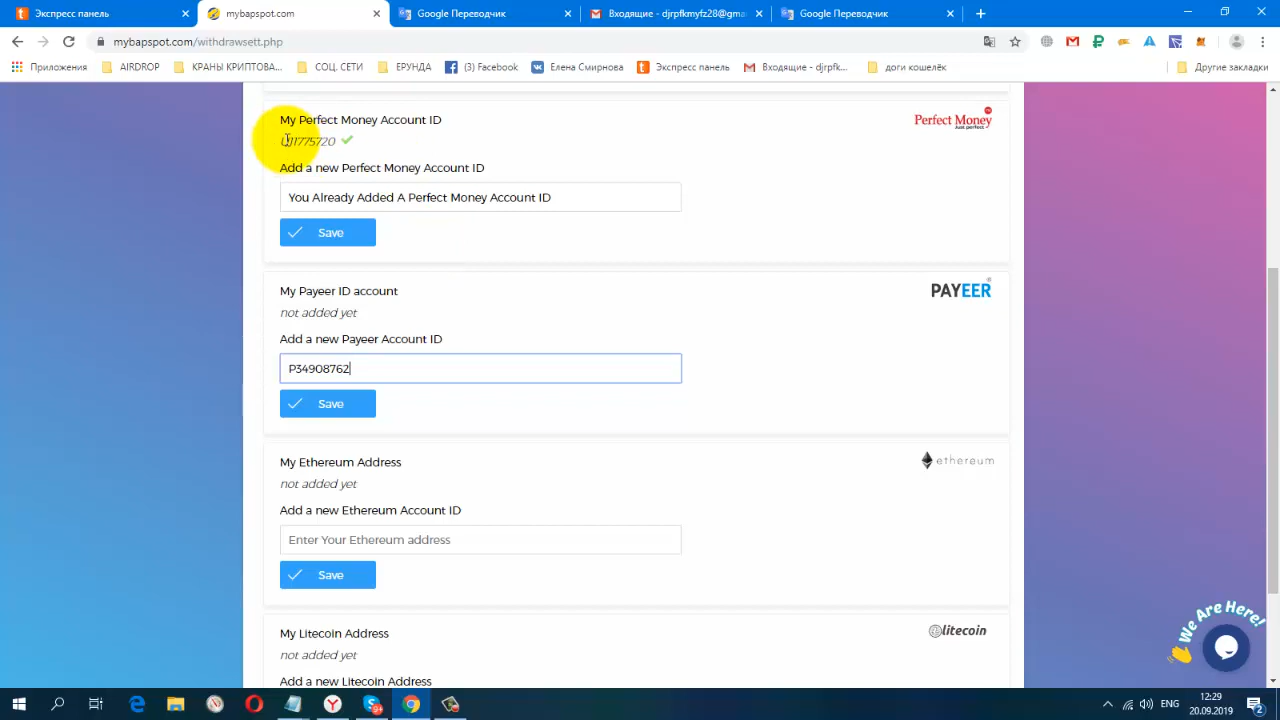 Экспресс панель
mybapspot.com
Google Переводчик
Входящие - djrpfkmyfz28@gma
Google Переводчик
mybapspot.com/withdrawsett.php
Приложения
AIRDROP
КРАНЫ КРИПТОВА...
СОЦ. СЕТИ
ЕРУНДА
(3) Facebook
Елена Смирнова
Экспресс панель
Входящие - djrpfk...
доги кошелёк
Другие закладки
My Perfect Money Account ID
Perfect Money
Just perfect
Add a new Perfect Money Account ID
You Already Added A Perfect Money Account ID
Save
My Payeer ID account
PAYEER
not added yet
Add a new Payeer Account ID
P34908762
Save
My Ethereum Address
ethereum
not added yet
Add a new Ethereum Account ID
Enter Your Ethereum address
Save
My Litecoin Address
litecoin
not added yet
Add a new Litecoin Address
We Are Here!
ENG
12:29
20.09.2019